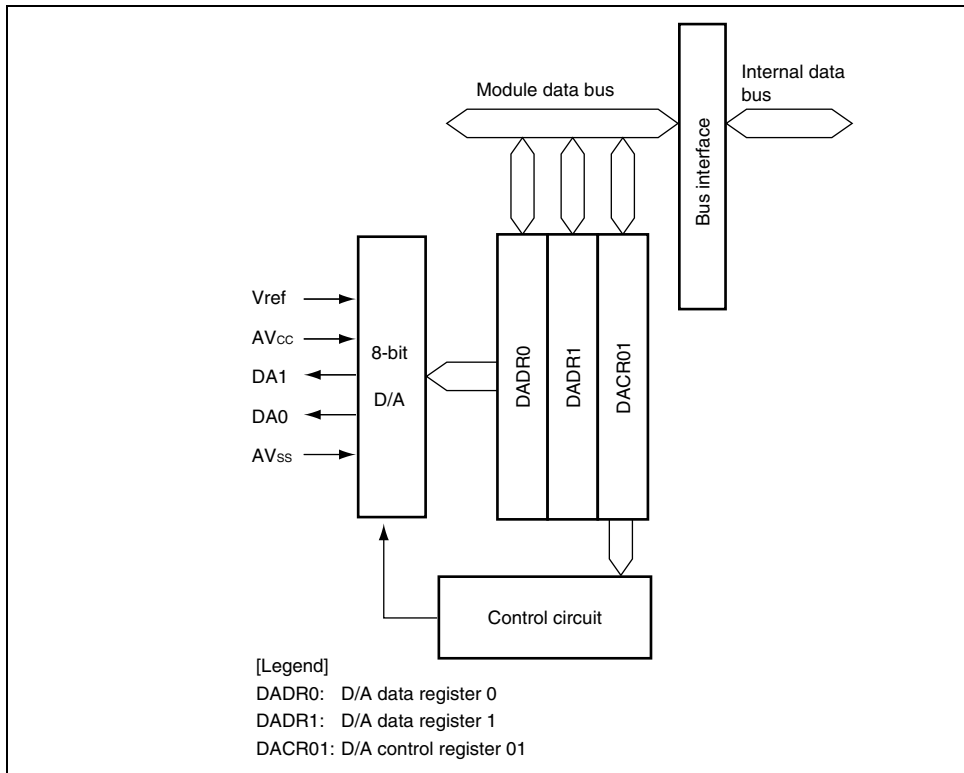 Module data bus
Internal data
bus
Bus interface
Vref
AVCC
DA1
DA0
AVSS
8-bit
D/A
DADR0
DADR1
DACR01
Control circuit
[Legend]
DADR0: D/A data register 0
DADR1: D/A data register 1
DACR01: D/A control register 01